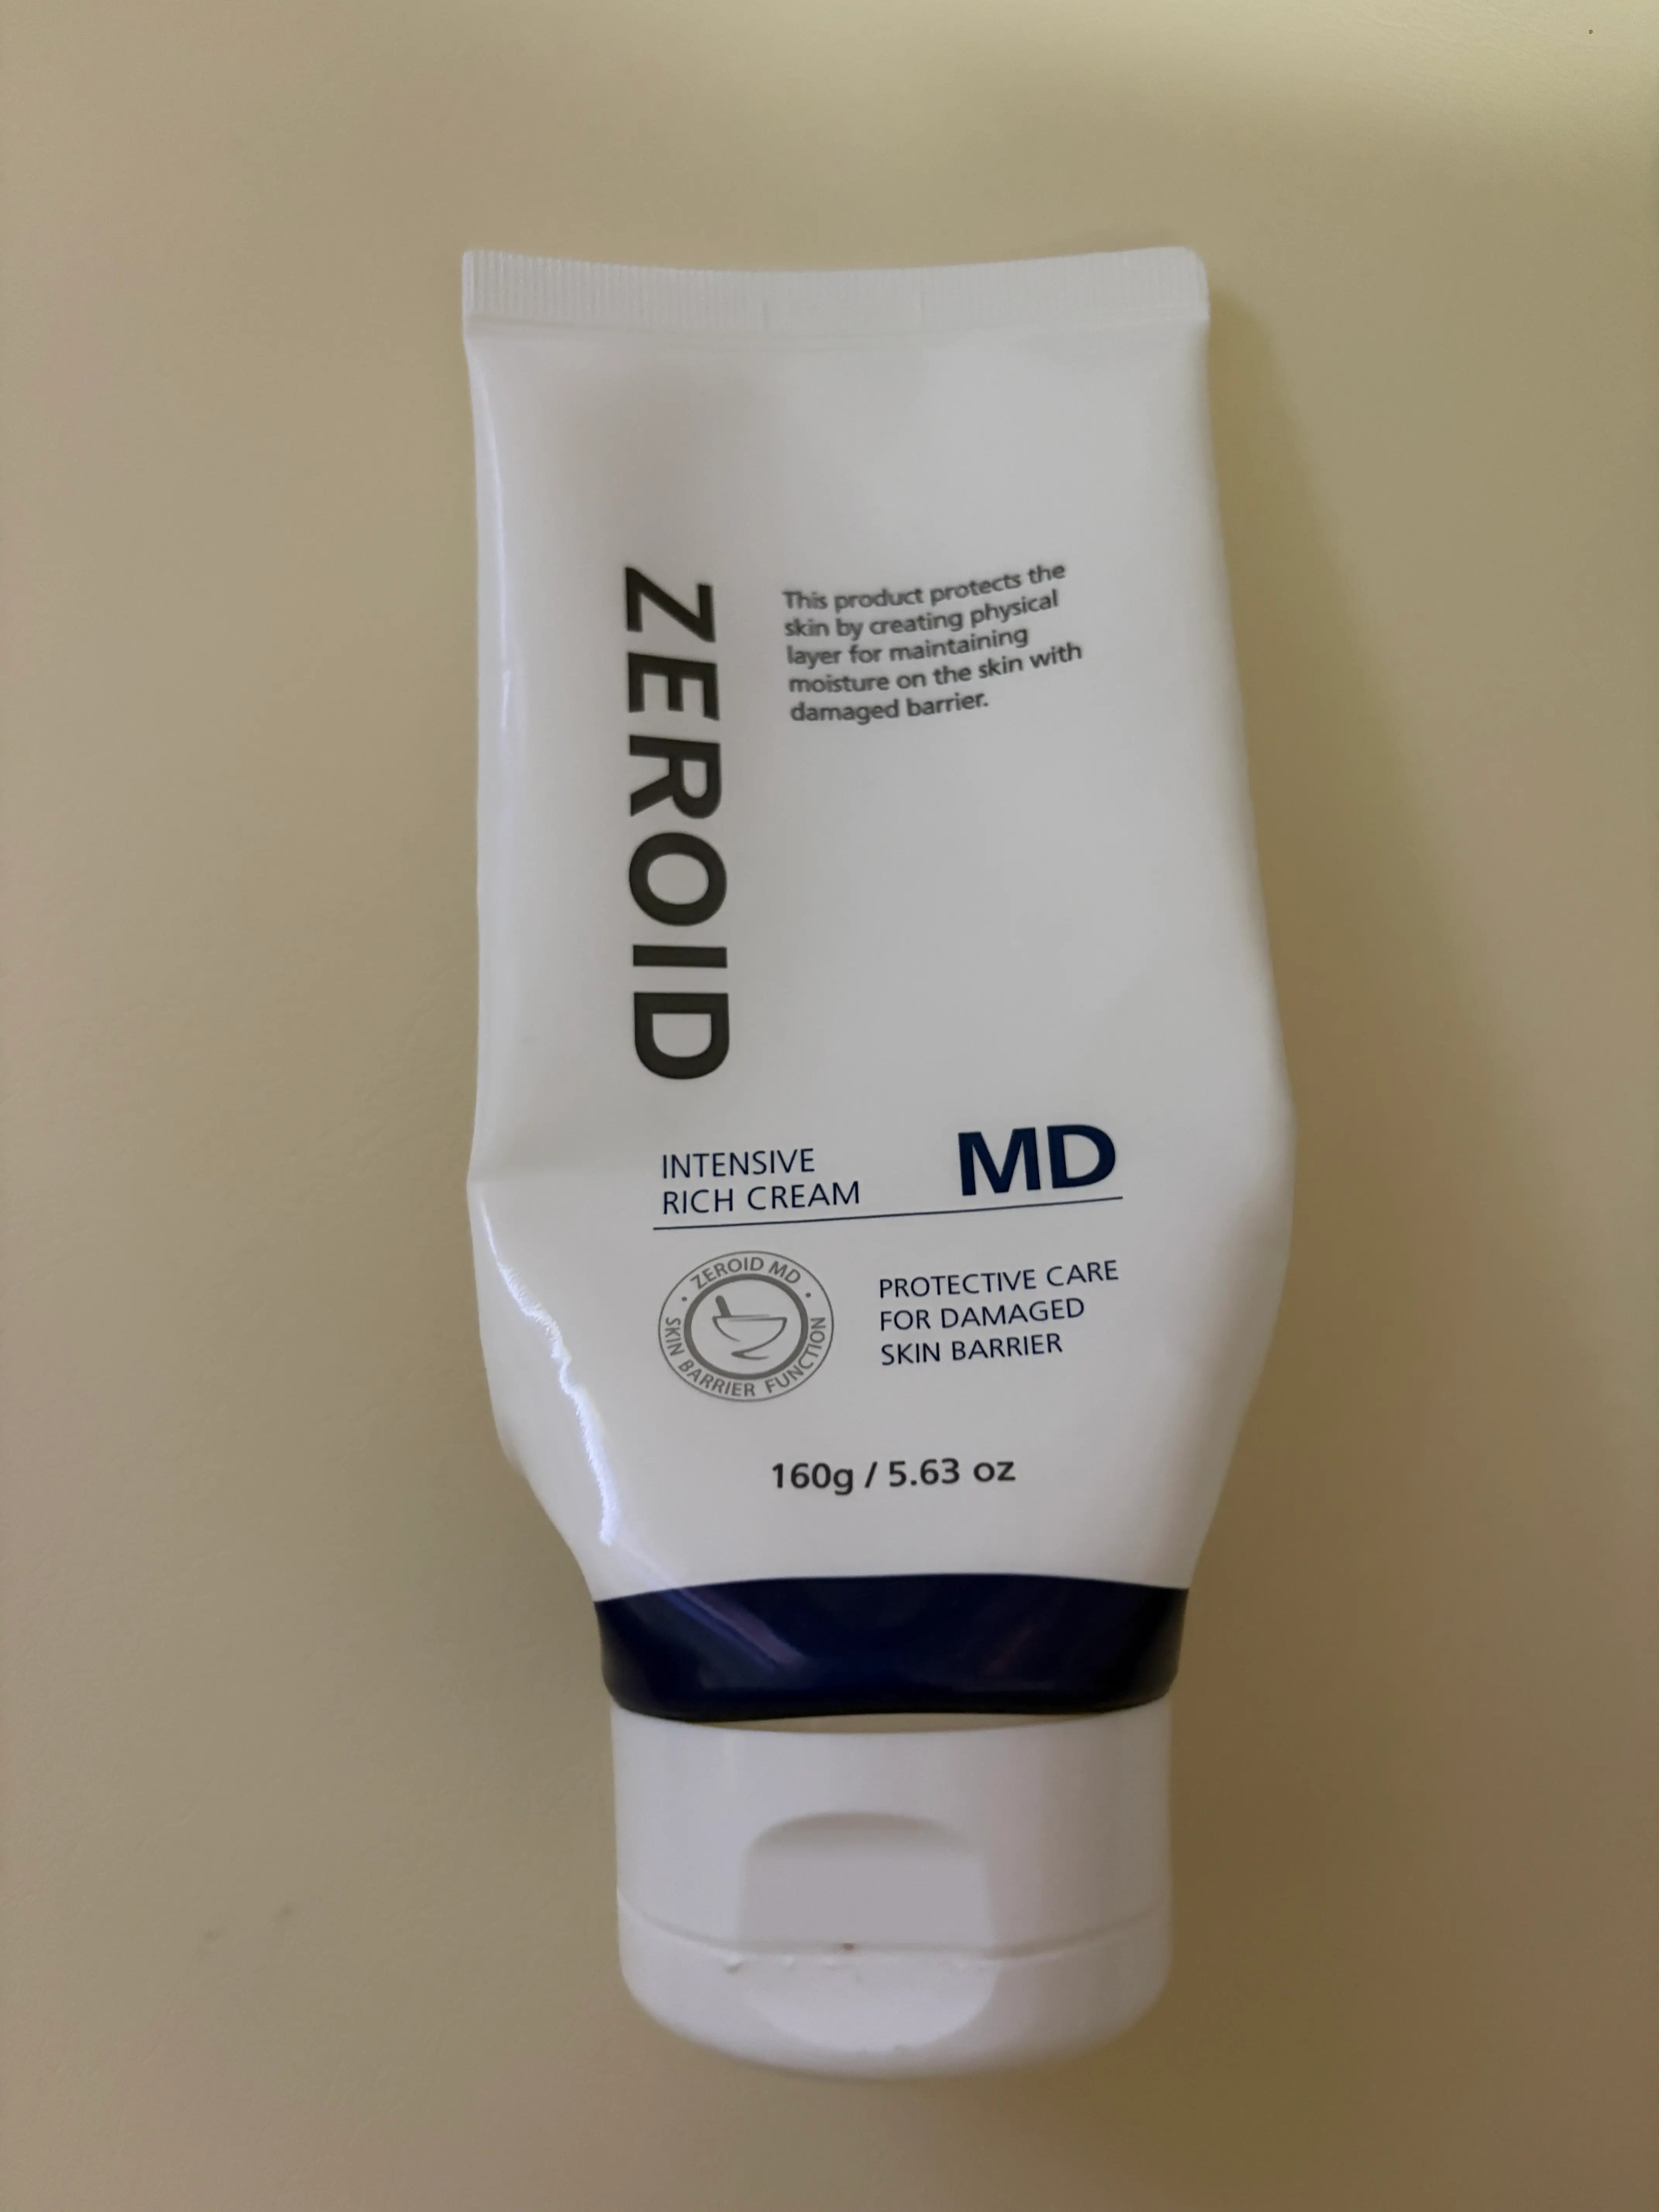 ZEROID
This product protects the
skin by creating physical
layer for maintaining
moisture on the skin with
damaged barrier.
INTENSIVE
RICH CREAM
MD
· ZEROID MD ·
SKIN BARRIER FUNCTION
PROTECTIVE CARE
FOR DAMAGED
SKIN BARRIER
160g / 5.63 oz